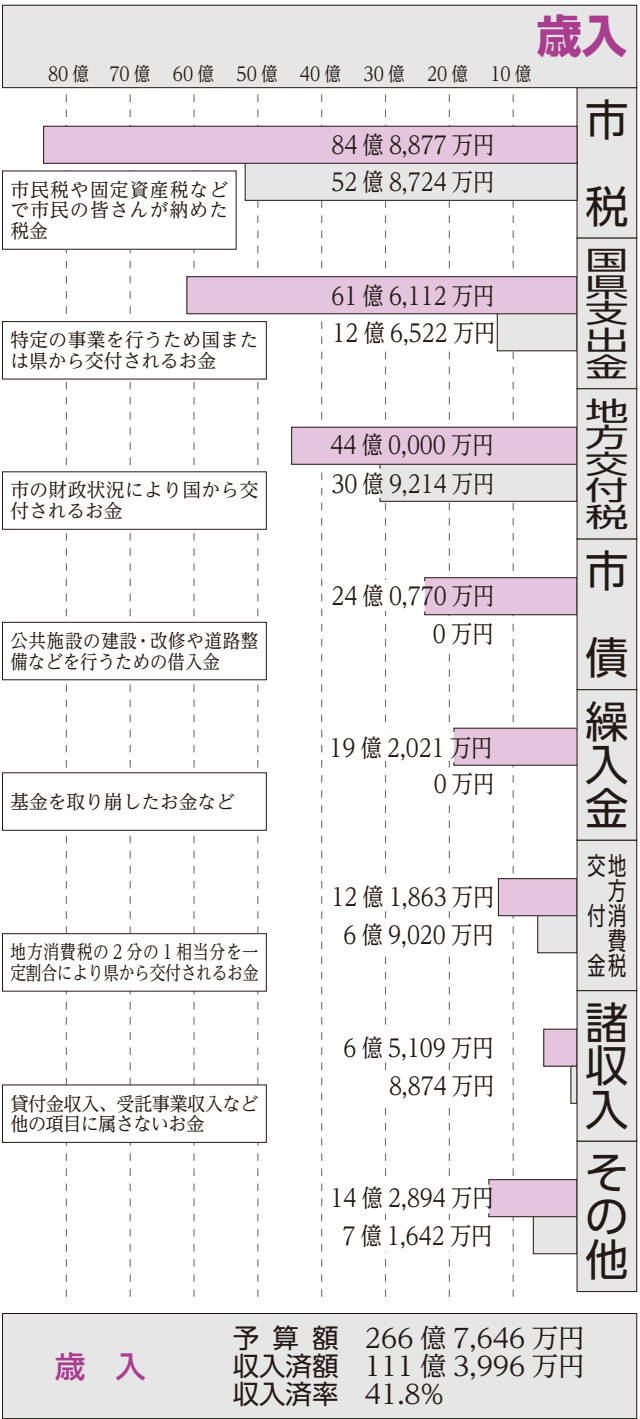 歳入
80億 70億 60億 50億 40億 30億 20億 10億
市税
84億8,877万円
52億8,724万円
市民税や固定資産税など
で市民の皆さんが納めた
税金
国県支出金
61億6,112万円
12億6,522万円
特定の事業を行うため国また
は県から交付されるお金
地方交付税
44億0,000万円
30億9,214万円
市の財政状況により国から交
付されるお金
市債
24億0,770万円
0万円
公共施設の建設・改修や道路整
備などを行うための借入金
繰入金
19億2,021万円
0万円
基金を取り崩したお金など
地方消費税
交付金
12億1,863万円
6億9,020万円
地方消費税の2分の1相当分を一
定割合により県から交付されるお金
諸収入
6億5,109万円
8,874万円
貸付金収入、受託事業収入など
他の項目に属さないお金
その他
14億2,894万円
7億1,642万円
歳入
予算額 266億7,646万円
収入済額 111億3,996万円
収入済率 41.8%